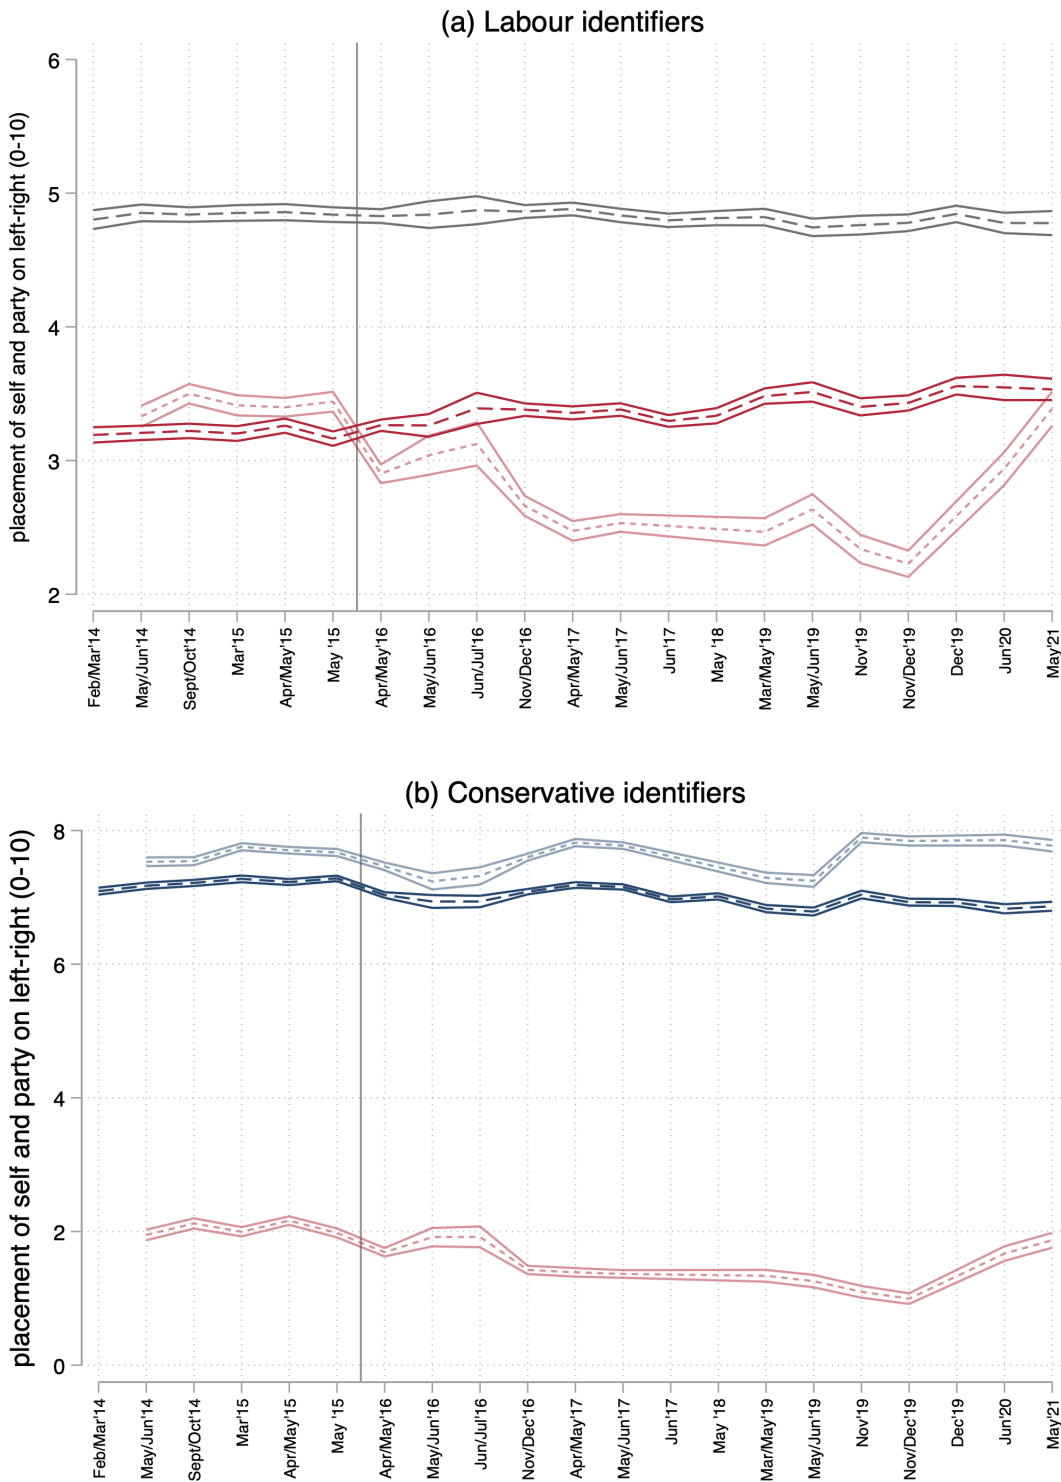 (a) Labour identifiers
placement of self and party on left-right (0-10)
6
5
4
3
2
Feb/Mar'14
May/Jun'14
Sept/Oct'14
Mar'15
Apr/May'15
May '15
Apr/May'16
May/Jun'16
Jun/Jul'16
Nov/Dec'16
Apr/May'17
May/Jun'17
Jun'17
May '18
Mar/May'19
May/Jun'19
Nov'19
Nov/Dec'19
Dec'19
Jun'20
May'21
(b) Conservative identifiers
placement of self and party on left-right (0-10)
8
6
4
2
0
Feb/Mar'14
May/Jun'14
Sept/Oct'14
Mar'15
Apr/May'15
May '15
Apr/May'16
May/Jun'16
Jun/Jul'16
Nov/Dec'16
Apr/May'17
May/Jun'17
Jun'17
May '18
Mar/May'19
May/Jun'19
Nov'19
Nov/Dec'19
Dec'19
Jun'20
May'21